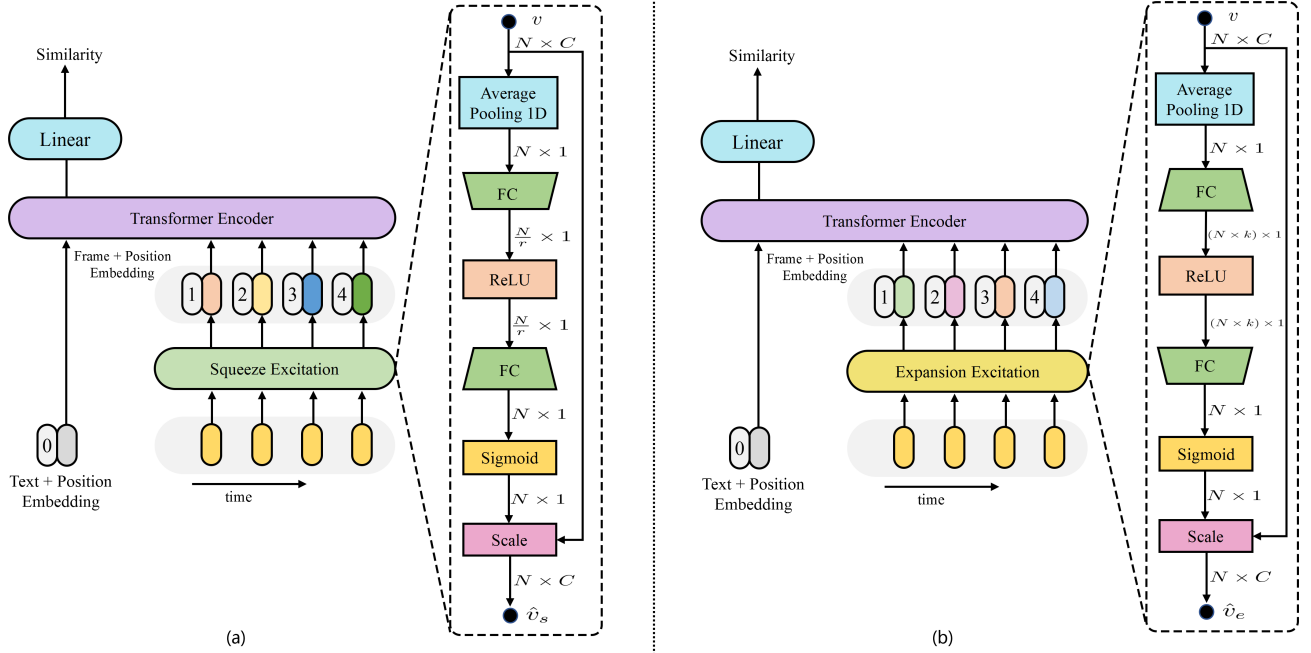 Similarity
Linear
Transformer Encoder
Frame + Position
Embedding
1
2
3
4
Squeeze Excitation
0
Text + Position
Embedding
time
v
N × C
Average
Pooling 1D
N × 1
FC
N/r × 1
ReLU
N/r × 1
FC
N × 1
Sigmoid
N × 1
Scale
N × C
v̂_s
(a)
Similarity
Linear
Transformer Encoder
Frame + Position
Embedding
1
2
3
4
Expansion Excitation
0
Text + Position
Embedding
time
v
N × C
Average
Pooling 1D
N × 1
FC
(N × k) × 1
ReLU
(N × k) × 1
FC
N × 1
Sigmoid
N × 1
Scale
N × C
v̂_e
(b)